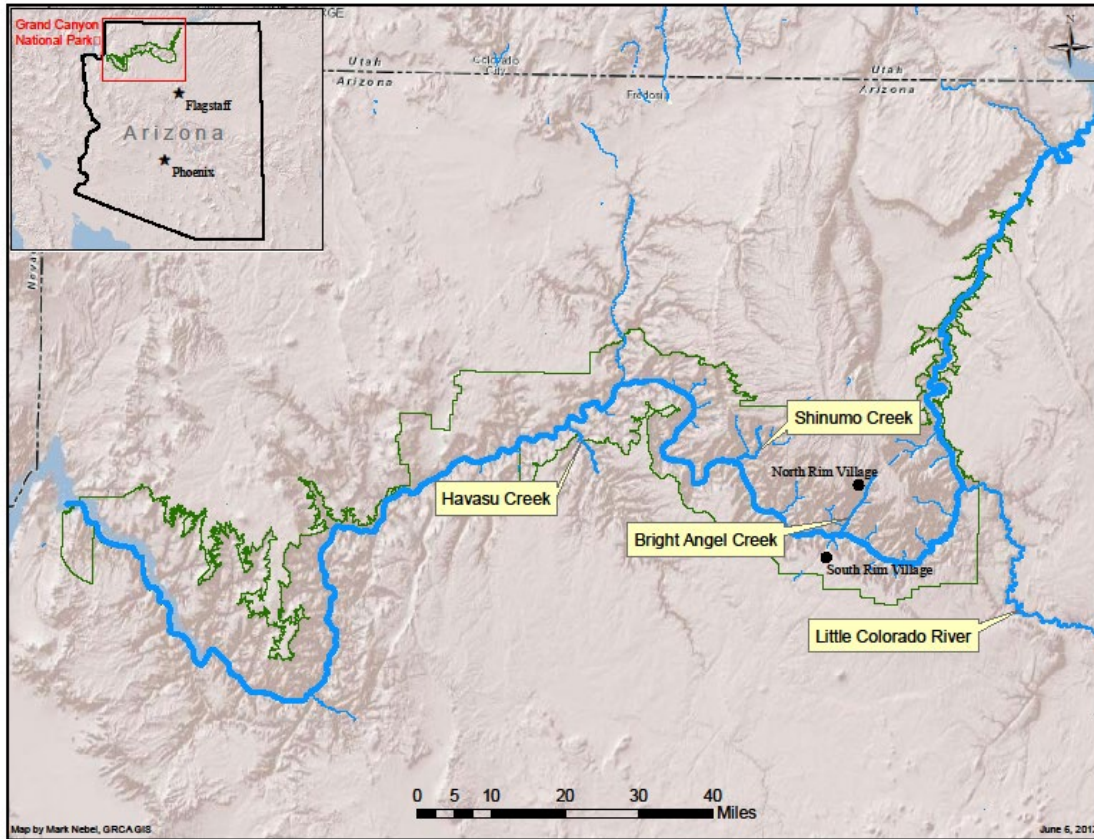 Grand Canyon
National Park
Flagstaff
Arizona
Phoenix
Utah
Arizona
Colorado
City
Fredonia
Utah
Arizona
N
Shinumo Creek
North Rim Village
Havasu Creek
Bright Angel Creek
South Rim Village
Little Colorado River
0 5 10 20 30 40
Miles
Map by Mark Nebel, GRCA GIS